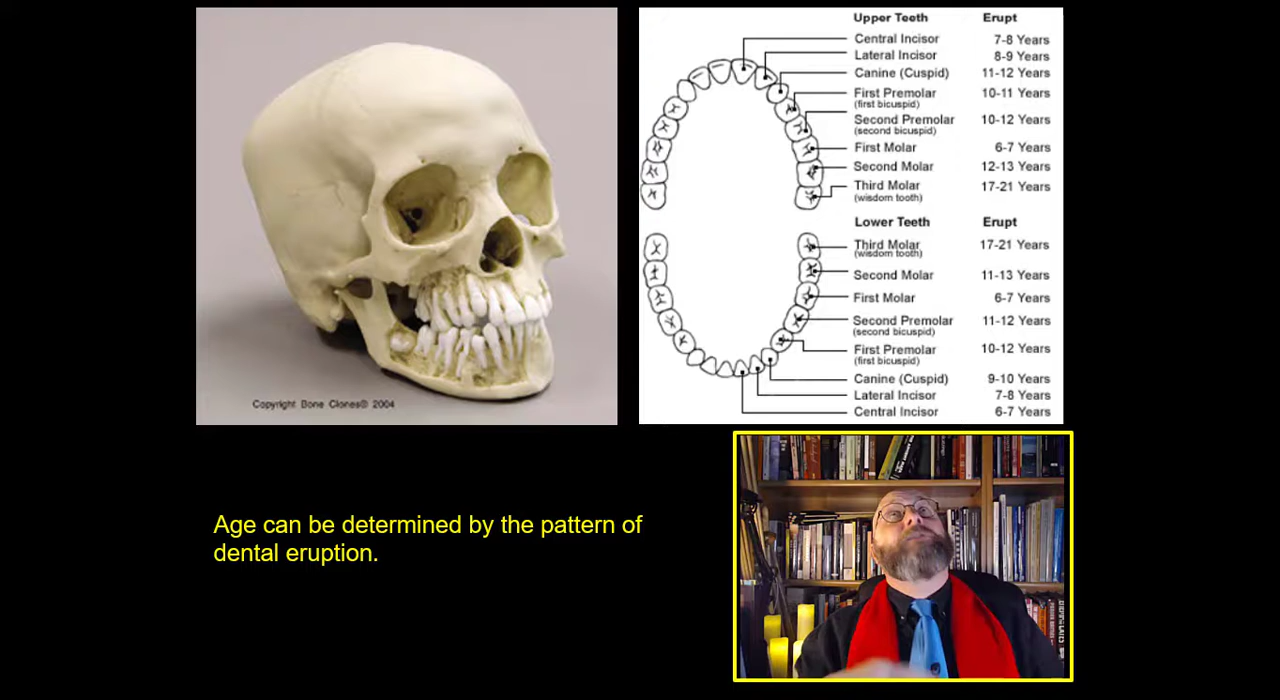 Copyright Bone Clones® 2004
Upper Teeth Erupt
Central Incisor 7-8 Years
Lateral Incisor 8-9 Years
Canine (Cuspid) 11-12 Years
First Premolar 10-11 Years
(first bicuspid)
Second Premolar 10-12 Years
(second bicuspid)
First Molar 6-7 Years
Second Molar 12-13 Years
Third Molar 17-21 Years
(wisdom tooth)
Lower Teeth Erupt
Third Molar 17-21 Years
(wisdom tooth)
Second Molar 11-13 Years
First Molar 6-7 Years
Second Premolar 11-12 Years
(second bicuspid)
First Premolar 10-12 Years
(first bicuspid)
Canine (Cuspid) 9-10 Years
Lateral Incisor 7-8 Years
Central Incisor 6-7 Years
Age can be determined by the pattern of
dental eruption.